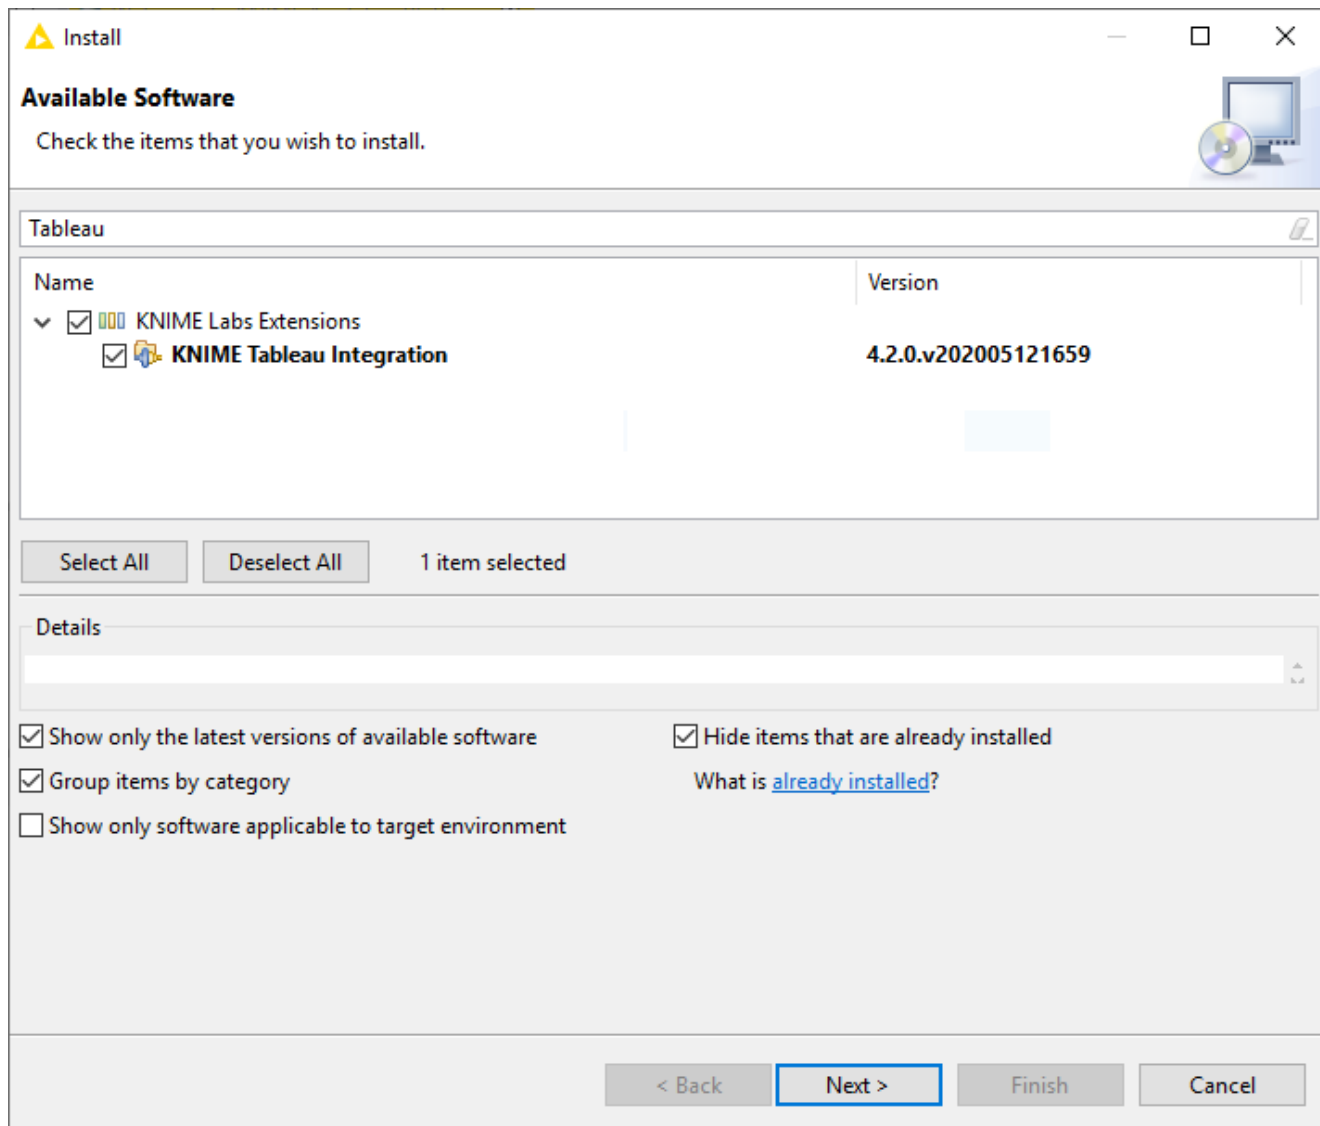 Install
Available Software
Check the items that you wish to install.
Tableau
Name Version
KNIME Labs Extensions
KNIME Tableau Integration 4.2.0.v202005121659
Select All Deselect All 1 item selected
Details
Show only the latest versions of available software Hide items that are already installed
Group items by category What is already installed?
Show only software applicable to target environment
< Back Next > Finish Cancel